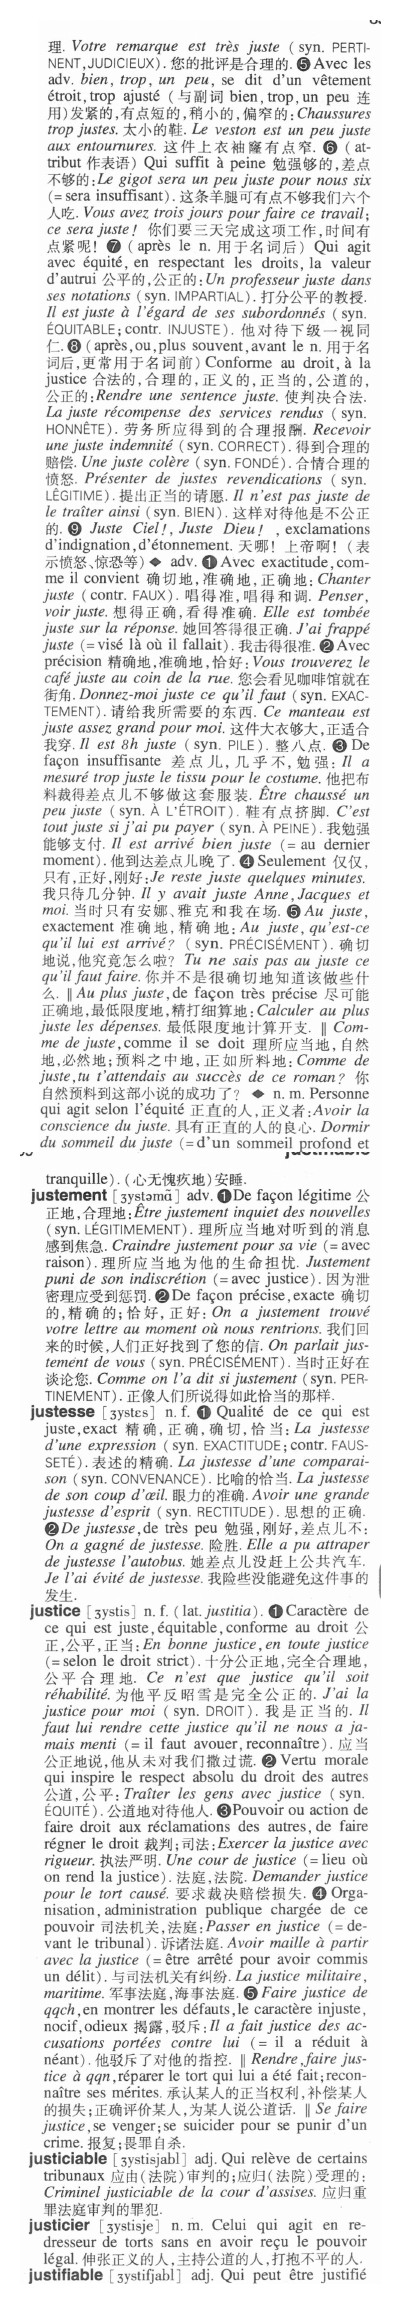 理. Votre remarque est très juste ( syn. PERTI-
NENT, JUDICIEUX). 您的批评是合理的. ❺ Avec les
adv. bien, trop, un peu, se dit d'un vêtement
étroit, trop ajusté ( 与副词 bien, trop, un peu 连
用)发紧的,有点短的,稍小的,偏窄的: Chaussures
trop justes. 太小的鞋. Le veston est un peu juste
aux entournures. 这件上衣袖窿有点窄. ❻ ( at-
tribut 作表语) Qui suffit à peine 勉强够的,差点
不够的: Le gigot sera un peu juste pour nous six
(= sera insuffisant). 这条羊腿可有点不够我们六个
人吃. Vous avez trois jours pour faire ce travail;
ce sera juste! 你们要三天完成这项工作,时间有
点紧呢! ❼ ( après le n. 用于名词后) Qui agit
avec équité, en respectant les droits, la valeur
d'autrui 公平的,公正的: Un professeur juste dans
ses notations ( syn. IMPARTIAL). 打分公平的教授.
Il est juste à l'égard de ses subordonnés ( syn.
ÉQUITABLE; contr. INJUSTE). 他对待下级一视同
仁. ❽ ( après, ou, plus souvent, avant le n. 用于名
词后,更常用于名词前) Conforme au droit, à la
justice 合法的,合理的,正义的,正当的,公道的,
公正的: Rendre une sentence juste. 使判决合法.
La juste récompense des services rendus ( syn.
HONNÊTE). 劳务所应得到的合理报酬. Recevoir
une juste indemnité ( syn. CORRECT). 得到合理的
赔偿. Une juste colère ( syn. FONDÉ). 合情合理的
愤怒. Présenter de justes revendications ( syn.
LÉGITIME). 提出正当的请愿. Il n'est pas juste de
le traîter ainsi ( syn. BIEN). 这样对待他是不公正
的. ❾ Juste Ciel!, Juste Dieu! , exclamations
d'indignation, d'étonnement. 天哪! 上帝啊! (表
示愤怒、惊恐等) ◆ adv. ❶ Avec exactitude, com-
me il convient 确切地,准确地,正确地: Chanter
juste ( contr. FAUX). 唱得准,唱得和调. Penser,
voir juste. 想得正确,看得准确. Elle est tombée
juste sur la réponse. 她回答得很正确. J'ai frappé
juste (= visé là où il fallait). 我击得很准. ❷ Avec
précision 精确地,准确地,恰好: Vous trouverez le
café juste au coin de la rue. 您会看见咖啡馆就在
街角. Donnez-moi juste ce qu'il faut ( syn. EXAC-
TEMENT). 请给我所需要的东西. Ce manteau est
juste assez grand pour moi. 这件大衣够大,正适合
我穿. Il est 8h juste ( syn. PILE). 整八点. ❸ De
façon insuffisante 差点儿,几乎不,勉强: Il a
mesuré trop juste le tissu pour le costume. 他把布
料裁得差点儿不够做这套服装. Être chaussé un
peu juste ( syn. À L'ÉTROIT). 鞋有点挤脚. C'est
tout juste si j'ai pu payer ( syn. À PEINE). 我勉强
能够支付. Il est arrivé bien juste ( = au dernier
moment). 他到达差点儿晚了. ❹ Seulement 仅仅,
只有,正好,刚好: Je reste juste quelques minutes.
我只待几分钟. Il y avait juste Anne, Jacques et
moi. 当时只有安娜、雅克和我在场. ❺ Au juste,
exactement 准确地,精确地: Au juste, qu'est-ce
qu'il lui est arrivé? ( syn. PRÉCISÉMENT). 确切
地说,他究竟怎么啦? Tu ne sais pas au juste ce
qu'il faut faire. 你并不是很确切地知道该做些什
么. ‖ Au plus juste, de façon très précise 尽可能
正确地,最低限度地,精打细算地: Calculer au plus
juste les dépenses. 最低限度地计算开支. ‖ Com-
me de juste, comme il se doit 理所应当地,自然
地,必然地;预料之中地,正如所料地: Comme de
juste, tu t'attendais au succès de ce roman? 你
自然预料到这部小说的成功了? ◆ n. m. Personne
qui agit selon l'équité 正直的人,正义者: Avoir la
conscience du juste. 具有正直的人的良心. Dormir
du sommeil du juste (= d'un sommeil profond et
tranquille). (心无愧疚地)安睡.
justement [ʒystəmɑ̃] adv. ❶ De façon légitime 公
正地,合理地: Être justement inquiet des nouvelles
( syn. LÉGITIMEMENT). 理所应当地对听到的消息
感到焦急. Craindre justement pour sa vie (= avec
raison). 理所应当地为他的生命担忧. Justement
puni de son indiscrétion (= avec justice). 因为泄
密理应受到惩罚. ❷ De façon précise, exacte 确切
的,精确的;恰好,正好: On a justement trouvé
votre lettre au moment où nous rentrions. 我们回
来的时候,人们正好找到了您的信. On parlait jus-
tement de vous ( syn. PRÉCISÉMENT). 当时正好在
谈论您. Comme on l'a dit si justement ( syn. PER-
TINEMENT). 正像人们所说得如此恰当的那样.
justesse [ʒystɛs] n. f. ❶ Qualité de ce qui est
juste, exact 精确,正确,确切,恰当: La justesse
d'une expression ( syn. EXACTITUDE; contr. FAUS-
SETÉ). 表述的精确. La justesse d'une comparai-
son ( syn. CONVENANCE). 比喻的恰当. La justesse
de son coup d'œil. 眼力的准确. Avoir une grande
justesse d'esprit ( syn. RECTITUDE). 思想的正确.
❷ De justesse, de très peu 勉强,刚好,差点儿不:
On a gagné de justesse. 险胜. Elle a pu attraper
de justesse l'autobus. 她差点儿没赶上公共汽车.
Je l'ai évité de justesse. 我险些没能避免这件事的
发生.
justice [ʒystis] n. f. ( lat. justitia). ❶ Caractère de
ce qui est juste, équitable, conforme au droit 公
正,公平,正当: En bonne justice, en toute justice
(= selon le droit strict). 十分公正地,完全合理地,
公平合理地. Ce n'est que justice qu'il soit
réhabilité. 为他平反昭雪是完全公正的. J'ai la
justice pour moi ( syn. DROIT). 我是正当的. Il
faut lui rendre cette justice qu'il ne nous a ja-
mais menti (= il faut avouer, reconnaître). 应当
公正地说,他从未对我们撒过谎. ❷ Vertu morale
qui inspire le respect absolu du droit des autres
公道,公平: Traîter les gens avec justice ( syn.
ÉQUITÉ). 公道地对待他人. ❸ Pouvoir ou action de
faire droit aux réclamations des autres, de faire
régner le droit 裁判;司法: Exercer la justice avec
rigueur. 执法严明. Une cour de justice (= lieu où
on rend la justice). 法庭,法院. Demander justice
pour le tort causé. 要求裁决赔偿损失. ❹ Orga-
nisation, administration publique chargée de ce
pouvoir 司法机关,法庭: Passer en justice (= de-
vant le tribunal). 诉诸法庭. Avoir maille à partir
avec la justice (= être arrêté pour avoir commis
un délit). 与司法机关有纠纷. La justice militaire,
maritime. 军事法庭,海事法庭. ❺ Faire justice de
qqch, en montrer les défauts, le caractère injuste,
nocif, odieux 揭露,驳斥: Il a fait justice des ac-
cusations portées contre lui (= il a réduit à
néant). 他驳斥了对他的指控. ‖ Rendre, faire jus-
tice à qqn, réparer le tort qui lui a été fait; recon-
naître ses mérites. 承认某人的正当权利,补偿某人
的损失;正确评价某人,为某人说公道话. ‖ Se faire
justice, se venger; se suicider pour se punir d'un
crime. 报复;畏罪自杀.
justiciable [ʒystisjabl] adj. Qui relève de certains
tribunaux 应由(法院)审判的;应归(法院)受理的:
Criminel justiciable de la cour d'assises. 应归重
罪法庭审判的罪犯.
justicier [ʒystisje] n. m. Celui qui agit en re-
dresseur de torts sans en avoir reçu le pouvoir
légal. 伸张正义的人,主持公道的人,打抱不平的人.
justifiable [ʒystifjabl] adj. Qui peut être justifié